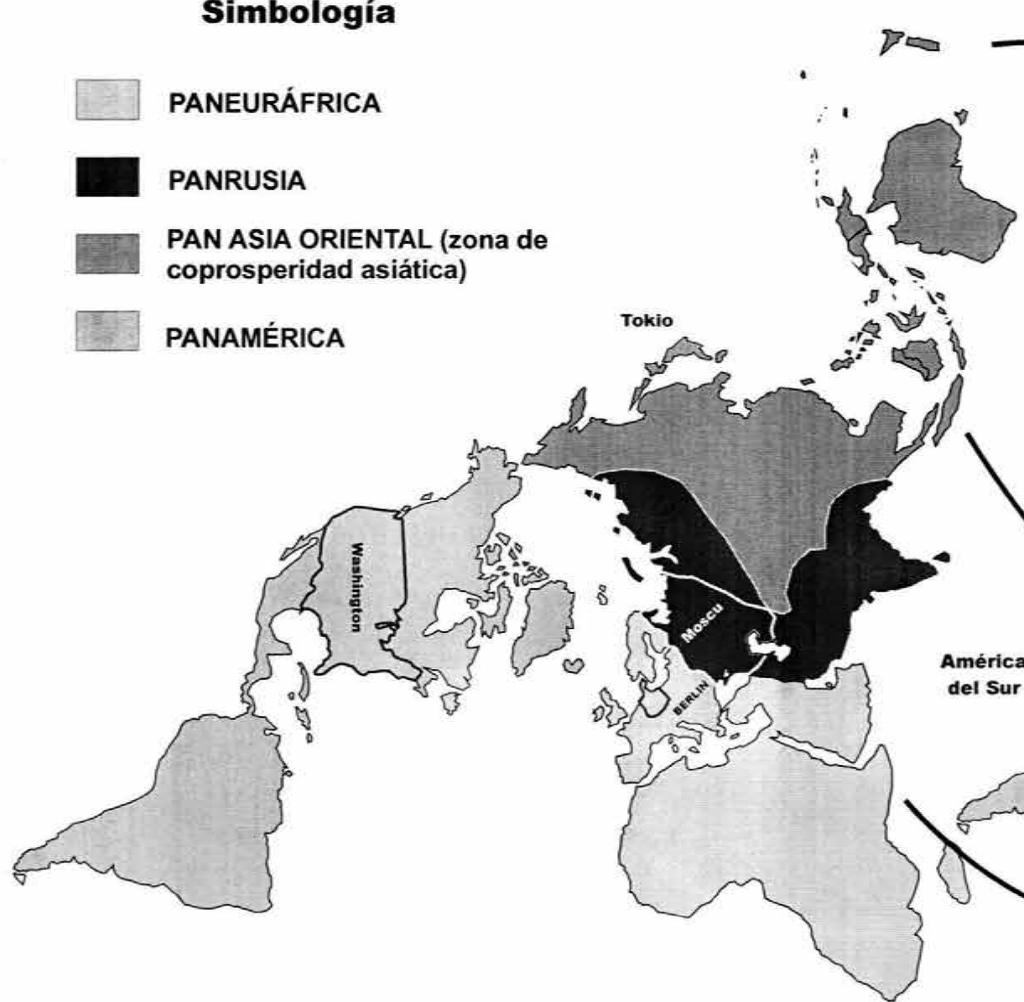 Simbología
PANEURÁFRICA
PANRUSIA
PAN ASIA ORIENTAL (zona de
coprosperidad asiática)
PANAMÉRICA
Tokio
Washington
Moscu
BERLIN
América
del Sur